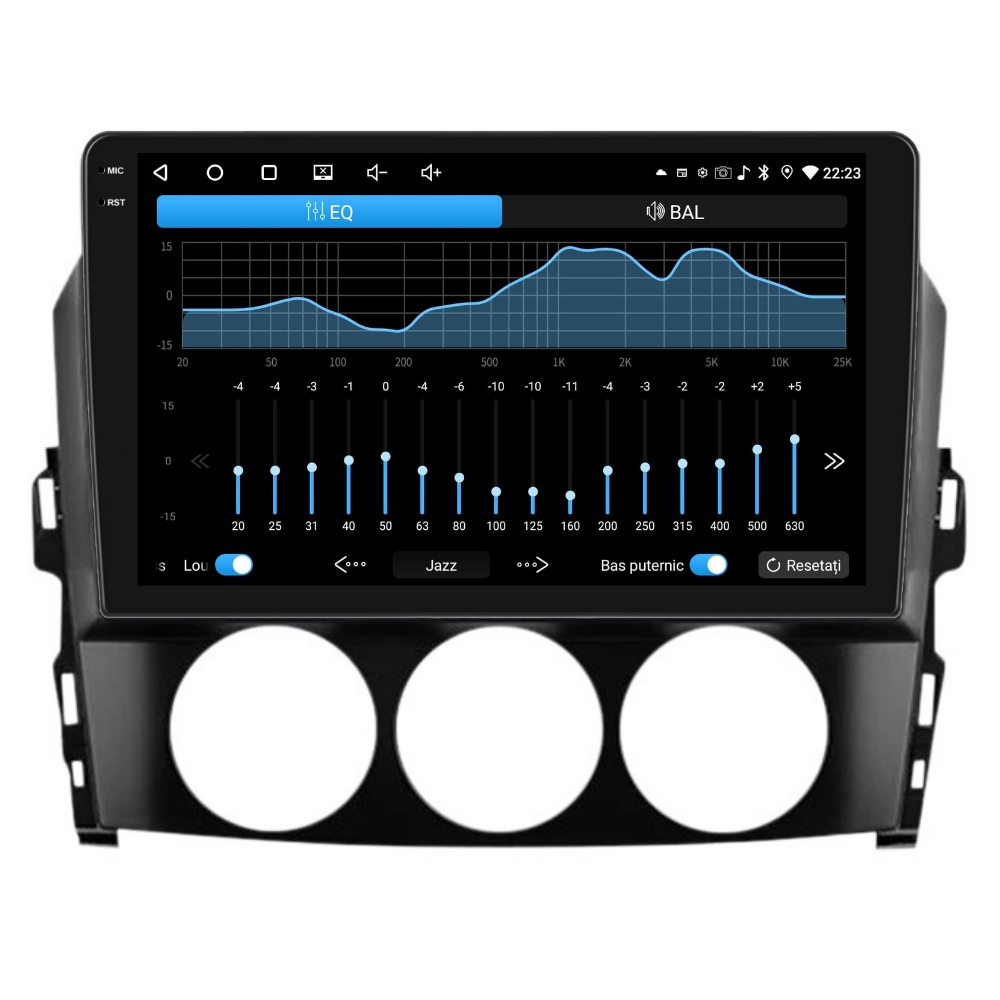 MIC
22:23
RST
EQ
BAL
15
0
-15
20 50 100 200 500 1K 2K 5K 10K 25K
-4 -4 -3 -1 0 -4 -6 -10 -10 -11 -4 -3 -2 -2 +2 +5
15
0
-15
20 25 31 40 50 63 80 100 125 160 200 250 315 400 500 630
s Lou Jazz Bas puternic Resetați